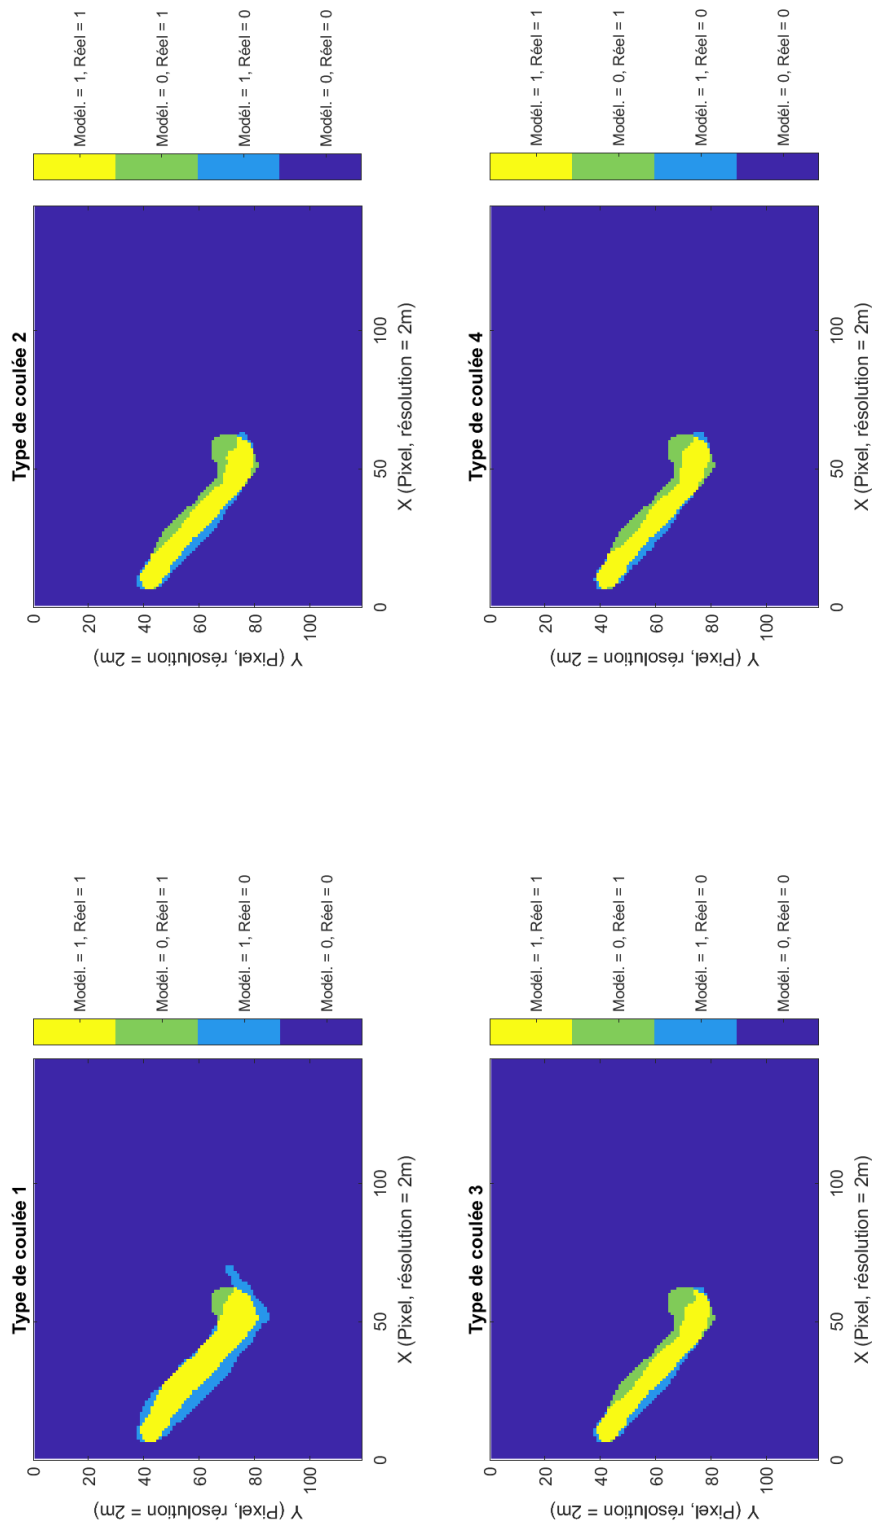 Type de coulée 1
Y (Pixel, résolution = 2m)
0
20
40
60
80
100
0
50
100
X (Pixel, résolution = 2m)
Modél. = 1, Réel = 1
Modél. = 0, Réel = 1
Modél. = 1, Réel = 0
Modél. = 0, Réel = 0
Type de coulée 2
Y (Pixel, résolution = 2m)
0
20
40
60
80
100
0
50
100
X (Pixel, résolution = 2m)
Modél. = 1, Réel = 1
Modél. = 0, Réel = 1
Modél. = 1, Réel = 0
Modél. = 0, Réel = 0
Type de coulée 3
Y (Pixel, résolution = 2m)
0
20
40
60
80
100
0
50
100
X (Pixel, résolution = 2m)
Modél. = 1, Réel = 1
Modél. = 0, Réel = 1
Modél. = 1, Réel = 0
Modél. = 0, Réel = 0
Type de coulée 4
Y (Pixel, résolution = 2m)
0
20
40
60
80
100
0
50
100
X (Pixel, résolution = 2m)
Modél. = 1, Réel = 1
Modél. = 0, Réel = 1
Modél. = 1, Réel = 0
Modél. = 0, Réel = 0